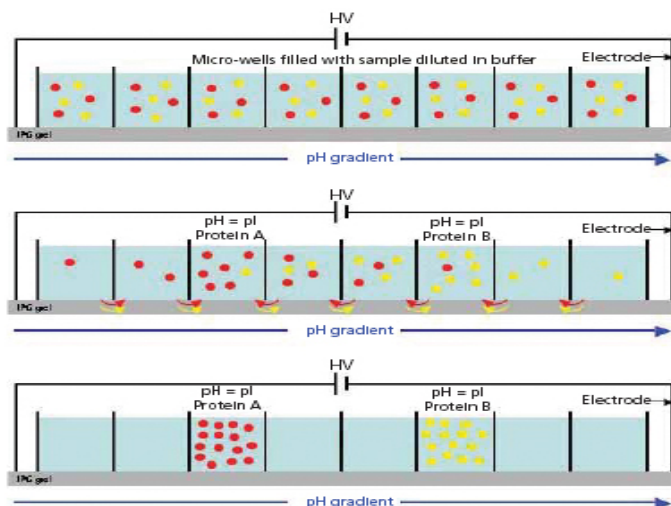 HV
Micro-wells filled with sample diluted in buffer
Electrode
IPG gel
pH gradient
HV
pH = pI
Protein A
pH = pI
Protein B
Electrode
IPG gel
pH gradient
HV
pH = pI
Protein A
pH = pI
Protein B
Electrode
IPG gel
pH gradient